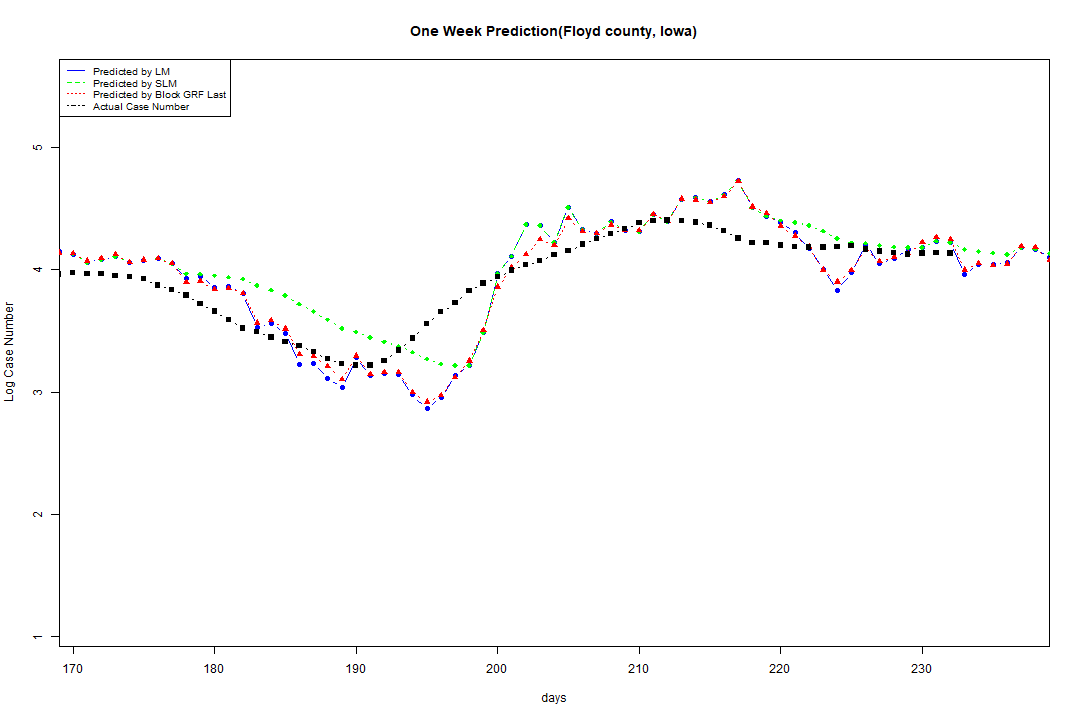 One Week Prediction(Floyd county, Iowa)
Predicted by LM
Predicted by SLM
Predicted by Block GRF Last
Actual Case Number
5
4
3
2
1
Log Case Number
170 180 190 200 210 220 230
days